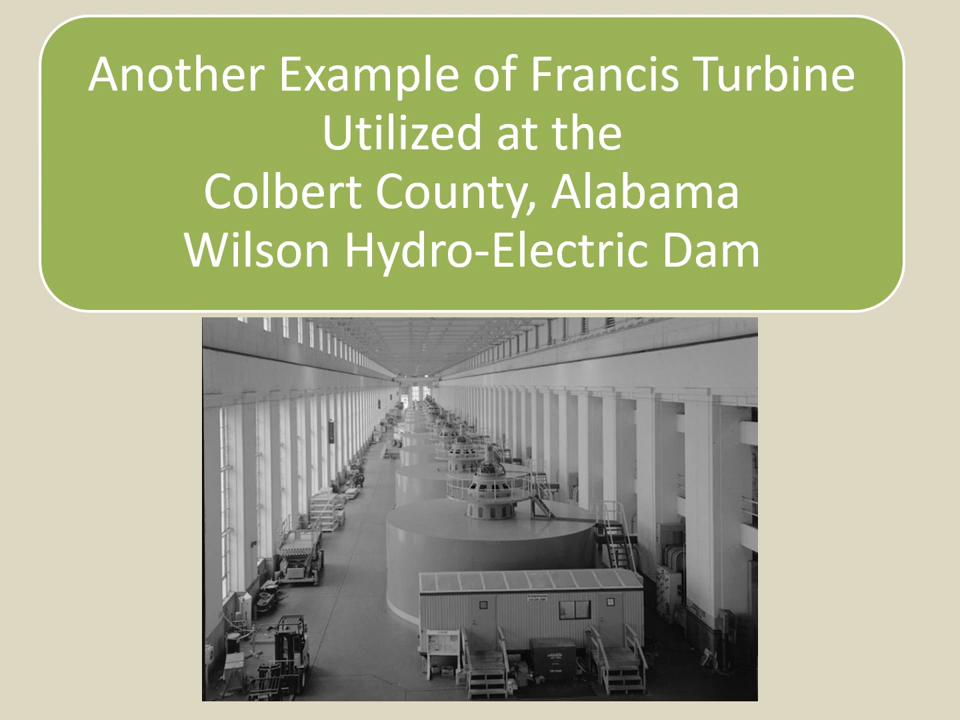 Another Example of Francis Turbine
Utilized at the
Colbert County, Alabama
Wilson Hydro-Electric Dam